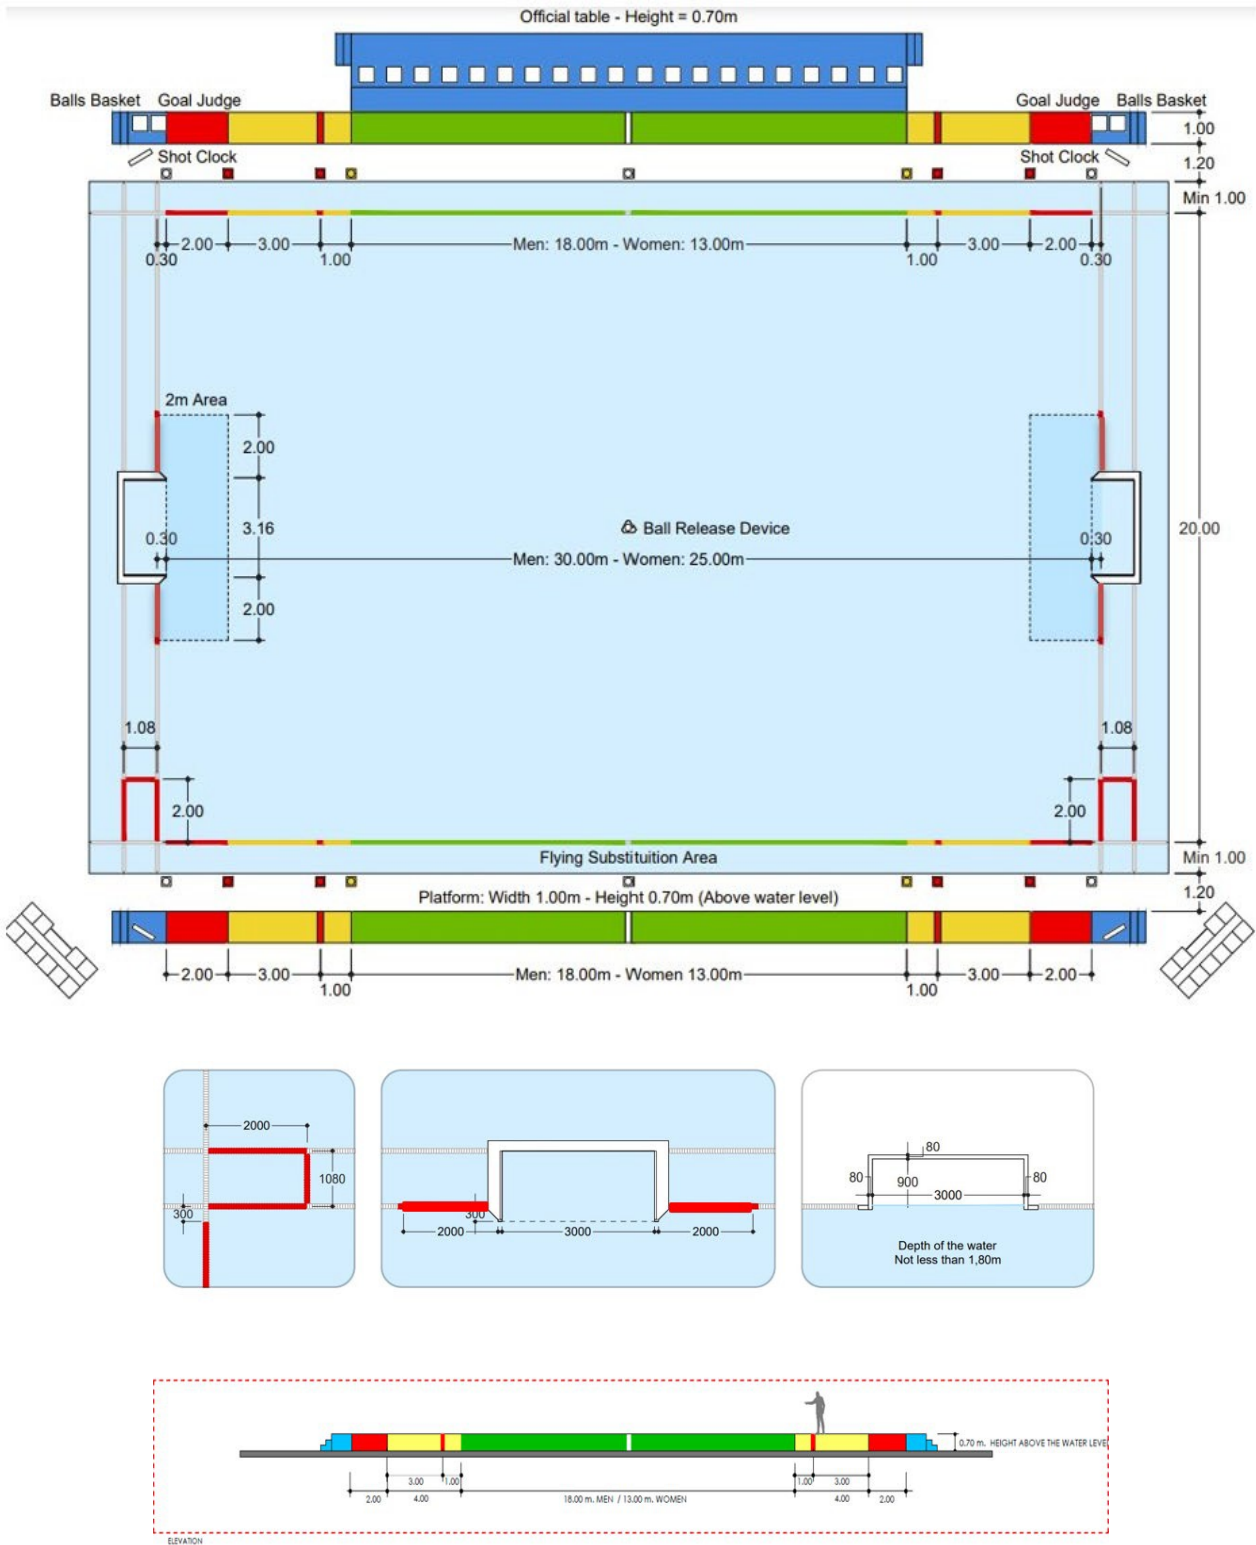 Official table - Height = 0.70m
Balls Basket Goal Judge Goal Judge Balls Basket
1.00
Shot Clock Shot Clock 1.20
Min 1.00
2.00 3.00 Men: 18.00m - Women: 13.00m 3.00 2.00
0.30 1.00 1.00 0.30
2m Area
2.00
3.16 Ball Release Device 20.00
0.30 0.30
Men: 30.00m - Women: 25.00m
2.00
1.08 1.08
2.00 2.00
Flying Substituition Area Min 1.00
1.20
Platform: Width 1.00m - Height 0.70m (Above water level)
2.00 3.00 Men: 18.00m - Women 13.00m 3.00 2.00
1.00 1.00
2000
1080
300
300
2000 3000 2000
80
80 900 80
3000
Depth of the water
Not less than 1,80m
0.70 m. HEIGHT ABOVE THE WATER LEVEL
3.00 1.00 1.00 3.00
2.00 4.00 18.00 m. MEN / 13.00 m. WOMEN 4.00 2.00
ELEVATION